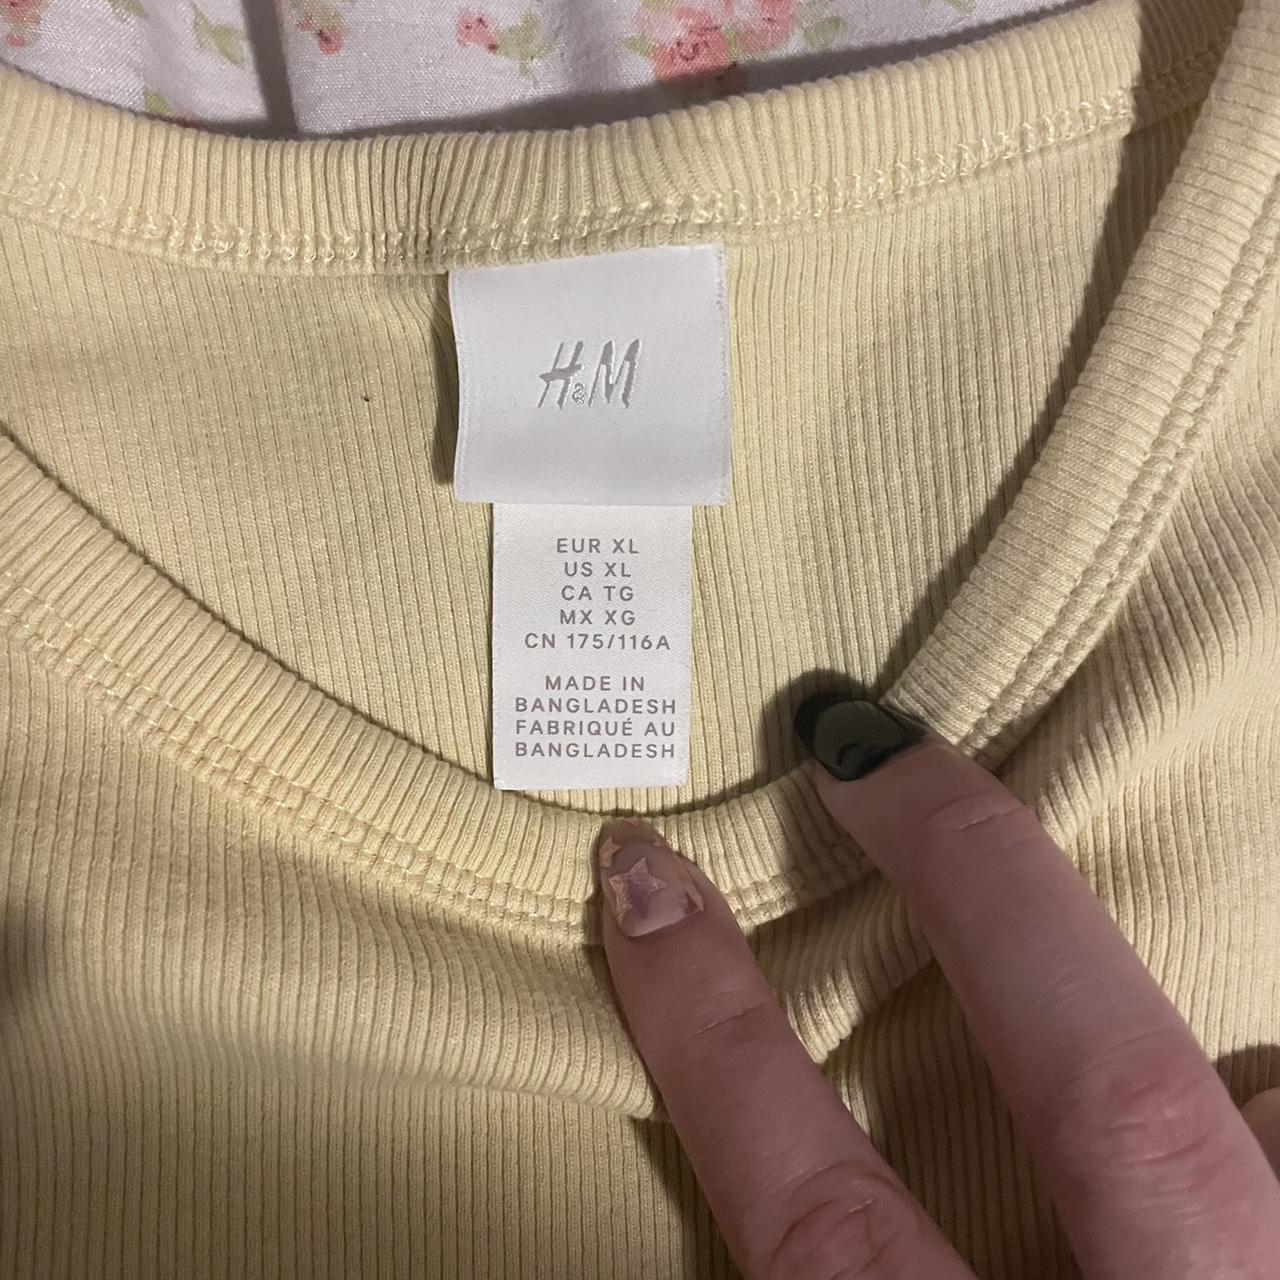 H&M
EUR XL
US XL
CA TG
MX XG
CN 175/116A
MADE IN
BANGLADESH
FABRIQUÉ AU
BANGLADESH